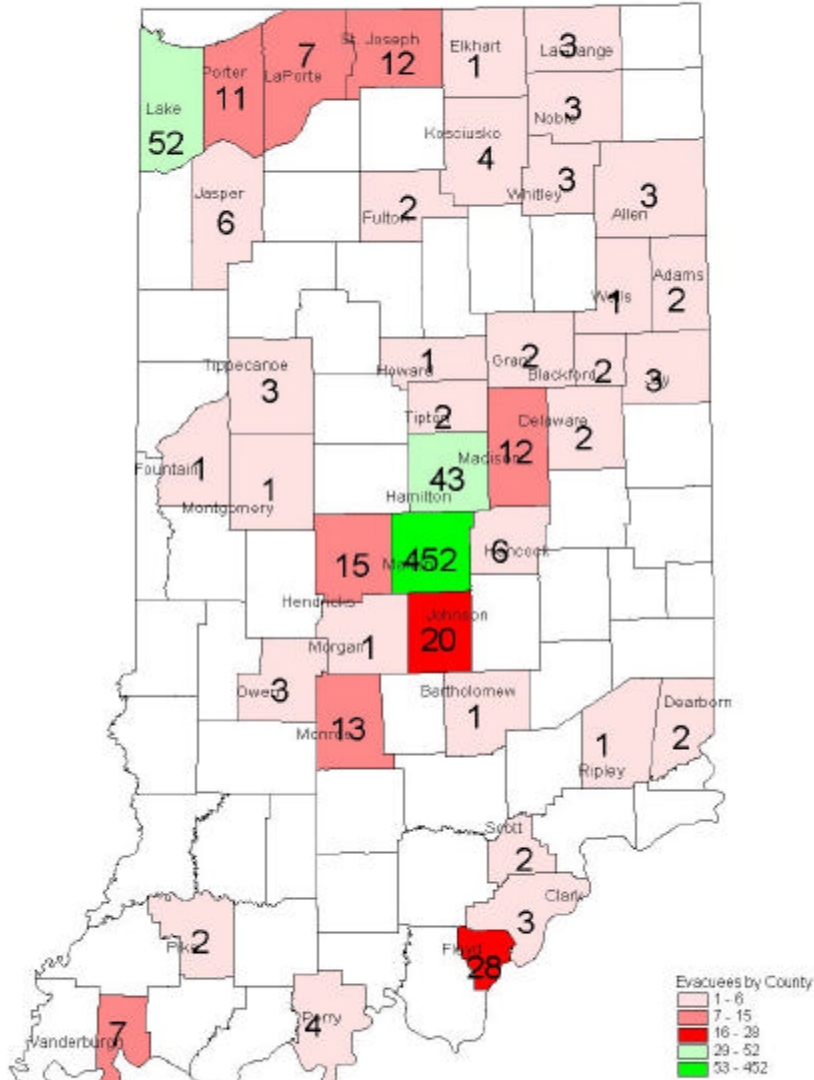 St. Joseph
Elkhart
LaGrange
3
7
12
1
Porter
LaPorte
11
Lake
52
3
Noble
Kosciusko
4
3
Whitley
3
Allen
Jasper
6
2
Fulton
Adams
Wells
1
2
1
Howard
2
Grant
Blackford
2
3
Jay
Tippecanoe
3
2
Tipton
Delaware
12
Madison
2
43
Hamilton
Fountain
1
1
Montgomery
15
452
Marion
6
Hancock
Hendricks
Johnson
20
Morgan
1
Owen
3
Bartholomew
1
Dearborn
2
13
Monroe
1
Ripley
Scott
2
Clark
3
Floyd
28
2
Pike
Perry
4
7
Vanderburgh
Evacuees by County
1 - 6
7 - 15
16 - 28
29 - 52
53 - 452